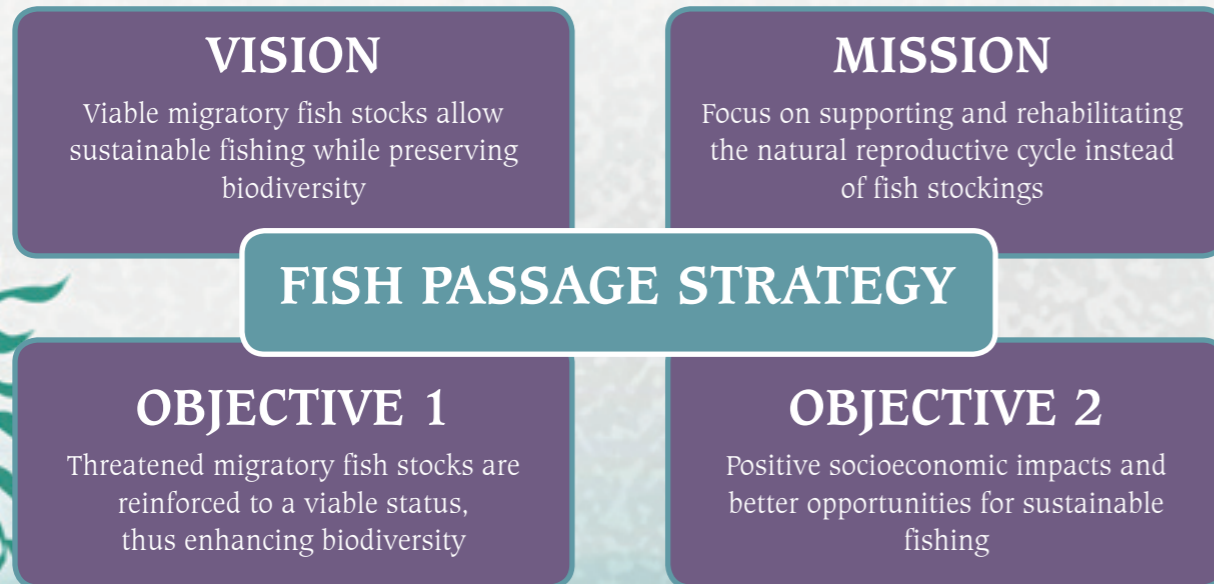 VISION
Viable migratory fish stocks allow
sustainable fishing while preserving
biodiversity
MISSION
Focus on supporting and rehabilitating
the natural reproductive cycle instead
of fish stockings
FISH PASSAGE STRATEGY
OBJECTIVE 1
Threatened migratory fish stocks are
reinforced to a viable status,
thus enhancing biodiversity
OBJECTIVE 2
Positive socioeconomic impacts and
better opportunities for sustainable
fishing